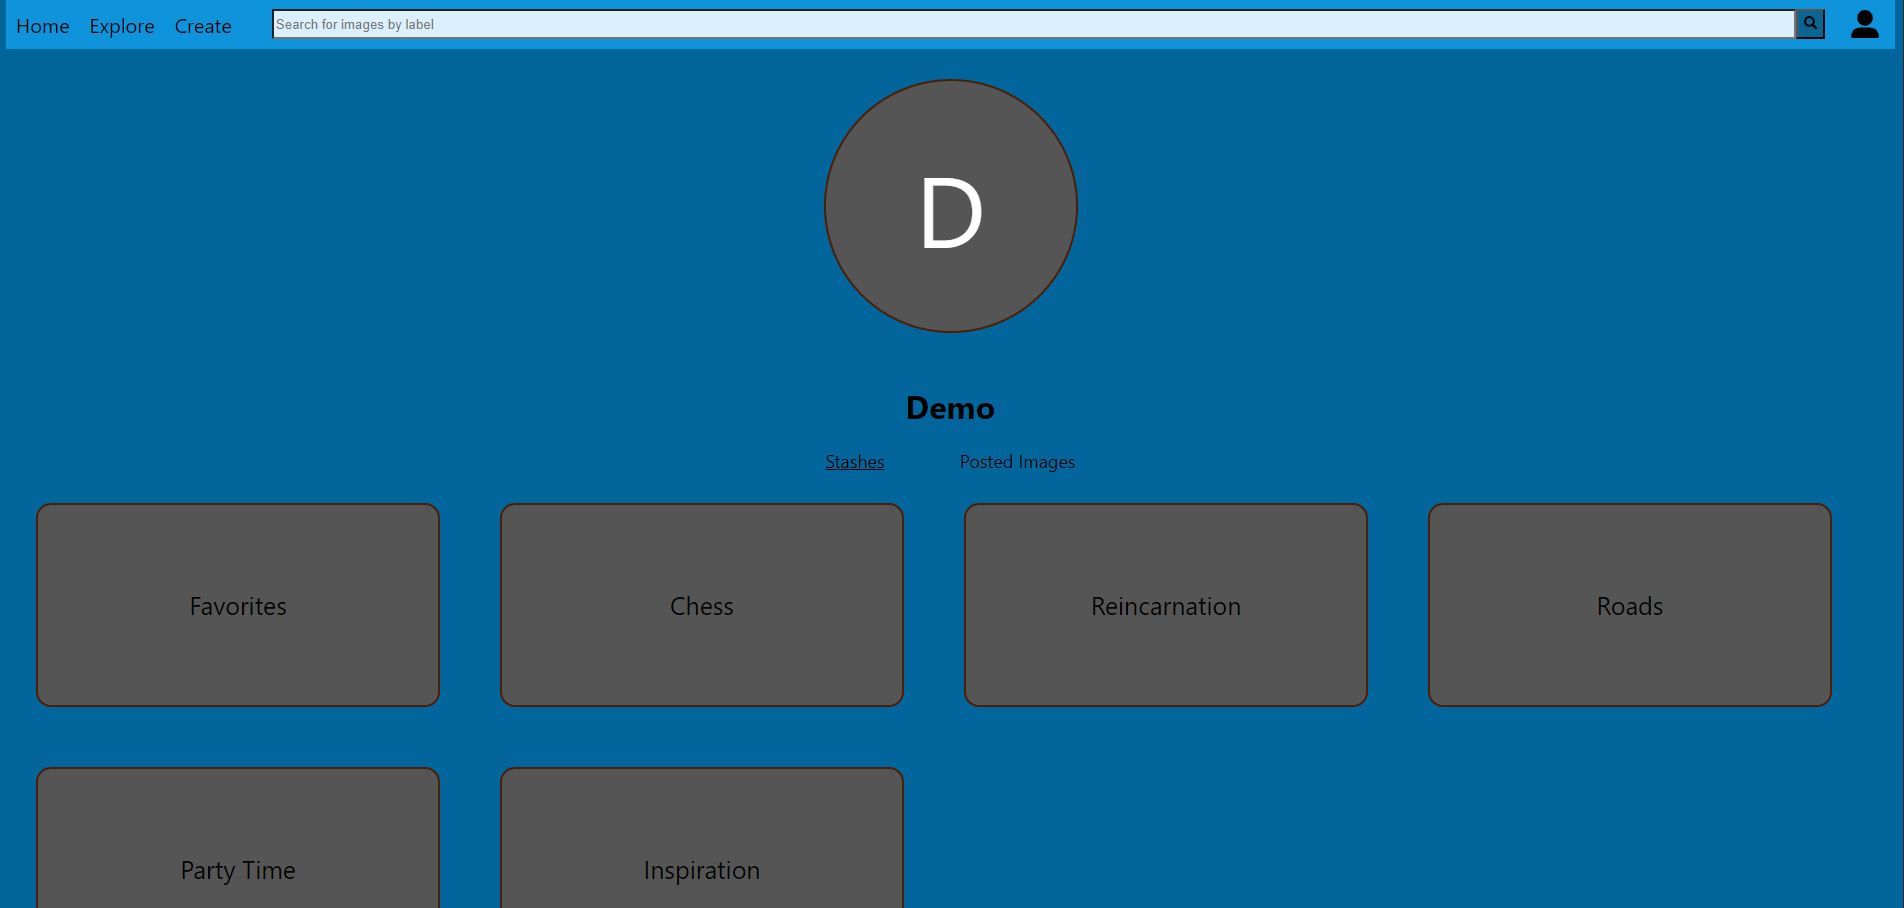 Home Explore Create Search for images by label
D
Demo
Stashes Posted Images
Favorites Chess Reincarnation Roads
Party Time Inspiration